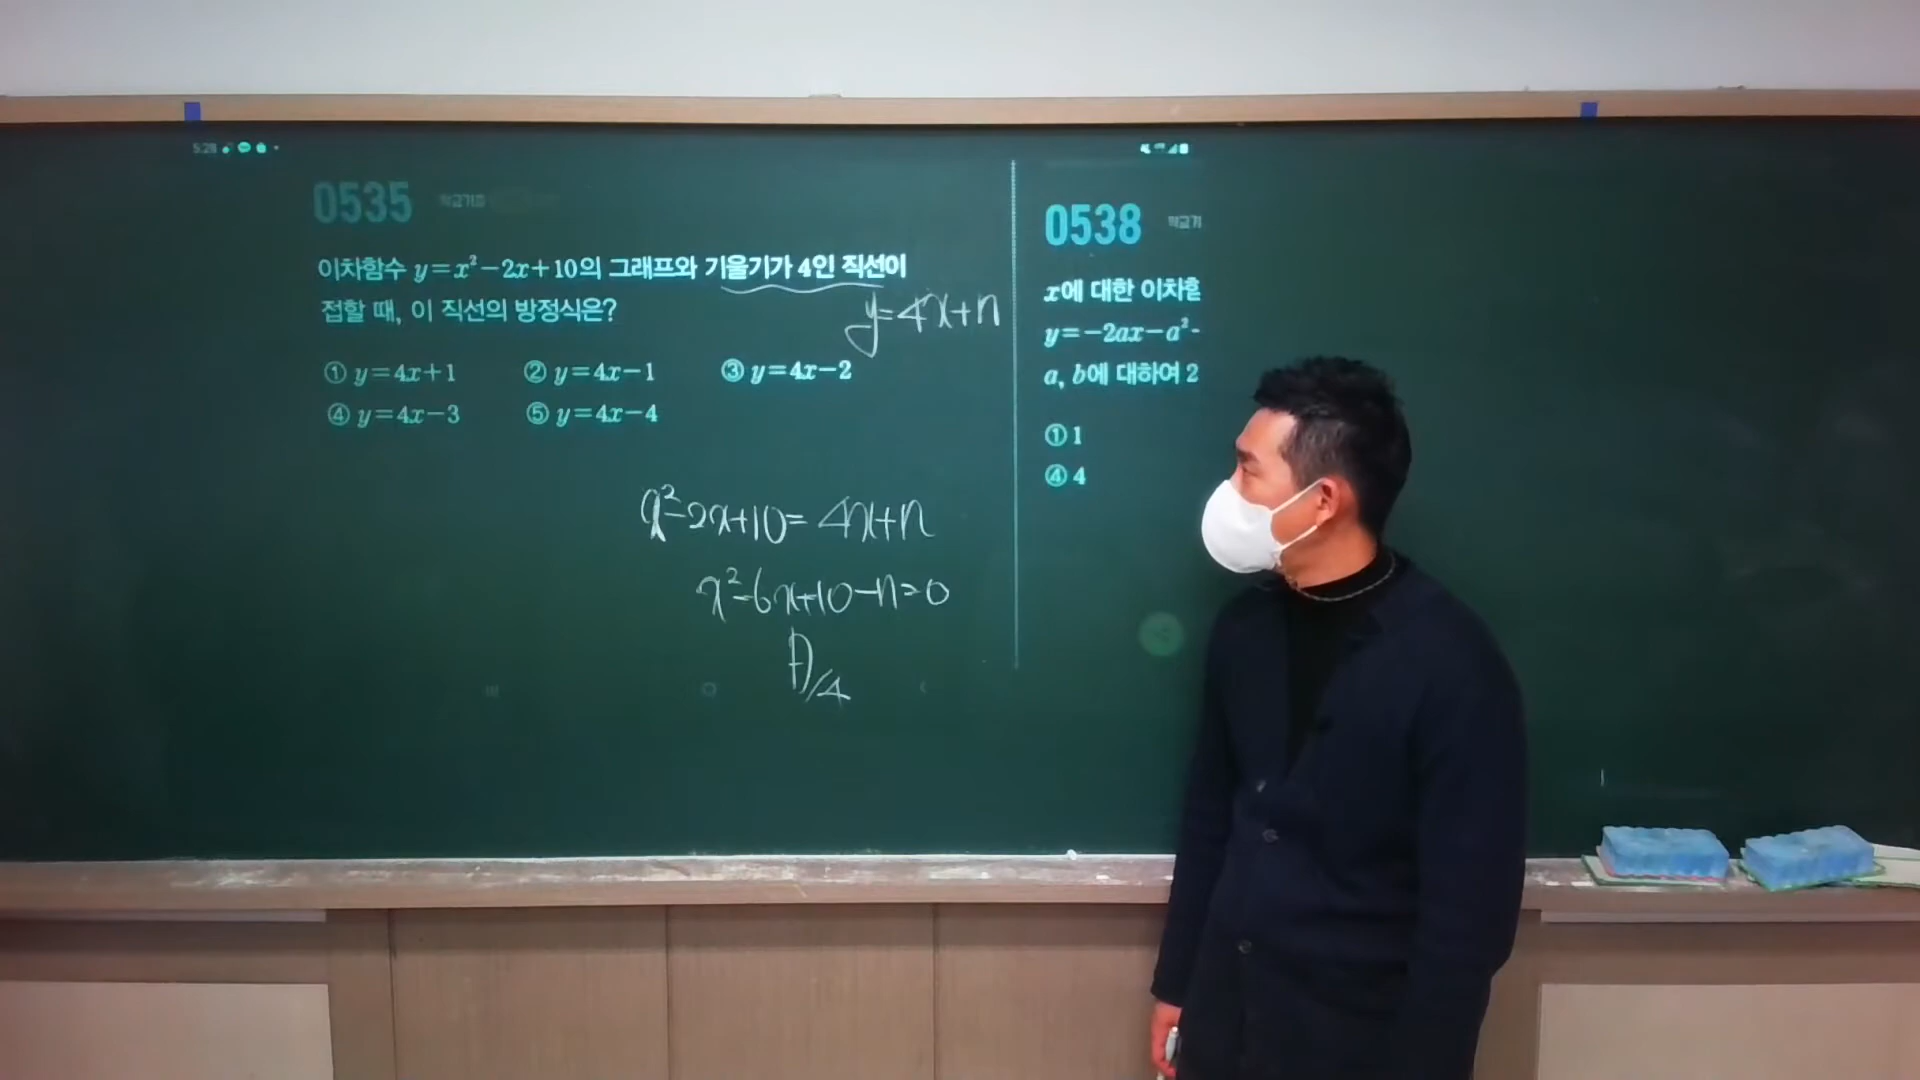 5:28
0535
이차함수 y=x²-2x+10의 그래프와 기울기가 4인 직선이
접할 때, 이 직선의 방정식은?
y=4x+n
① y=4x+1 ② y=4x-1 ③ y=4x-2
④ y=4x-3 ⑤ y=4x-4
x²-2x+10=4x+n
x²-6x+10-n=0
D/4
0538
x에 대한 이차함
y=-2ax-a²-
a, b에 대하여 2
① 1
④ 4